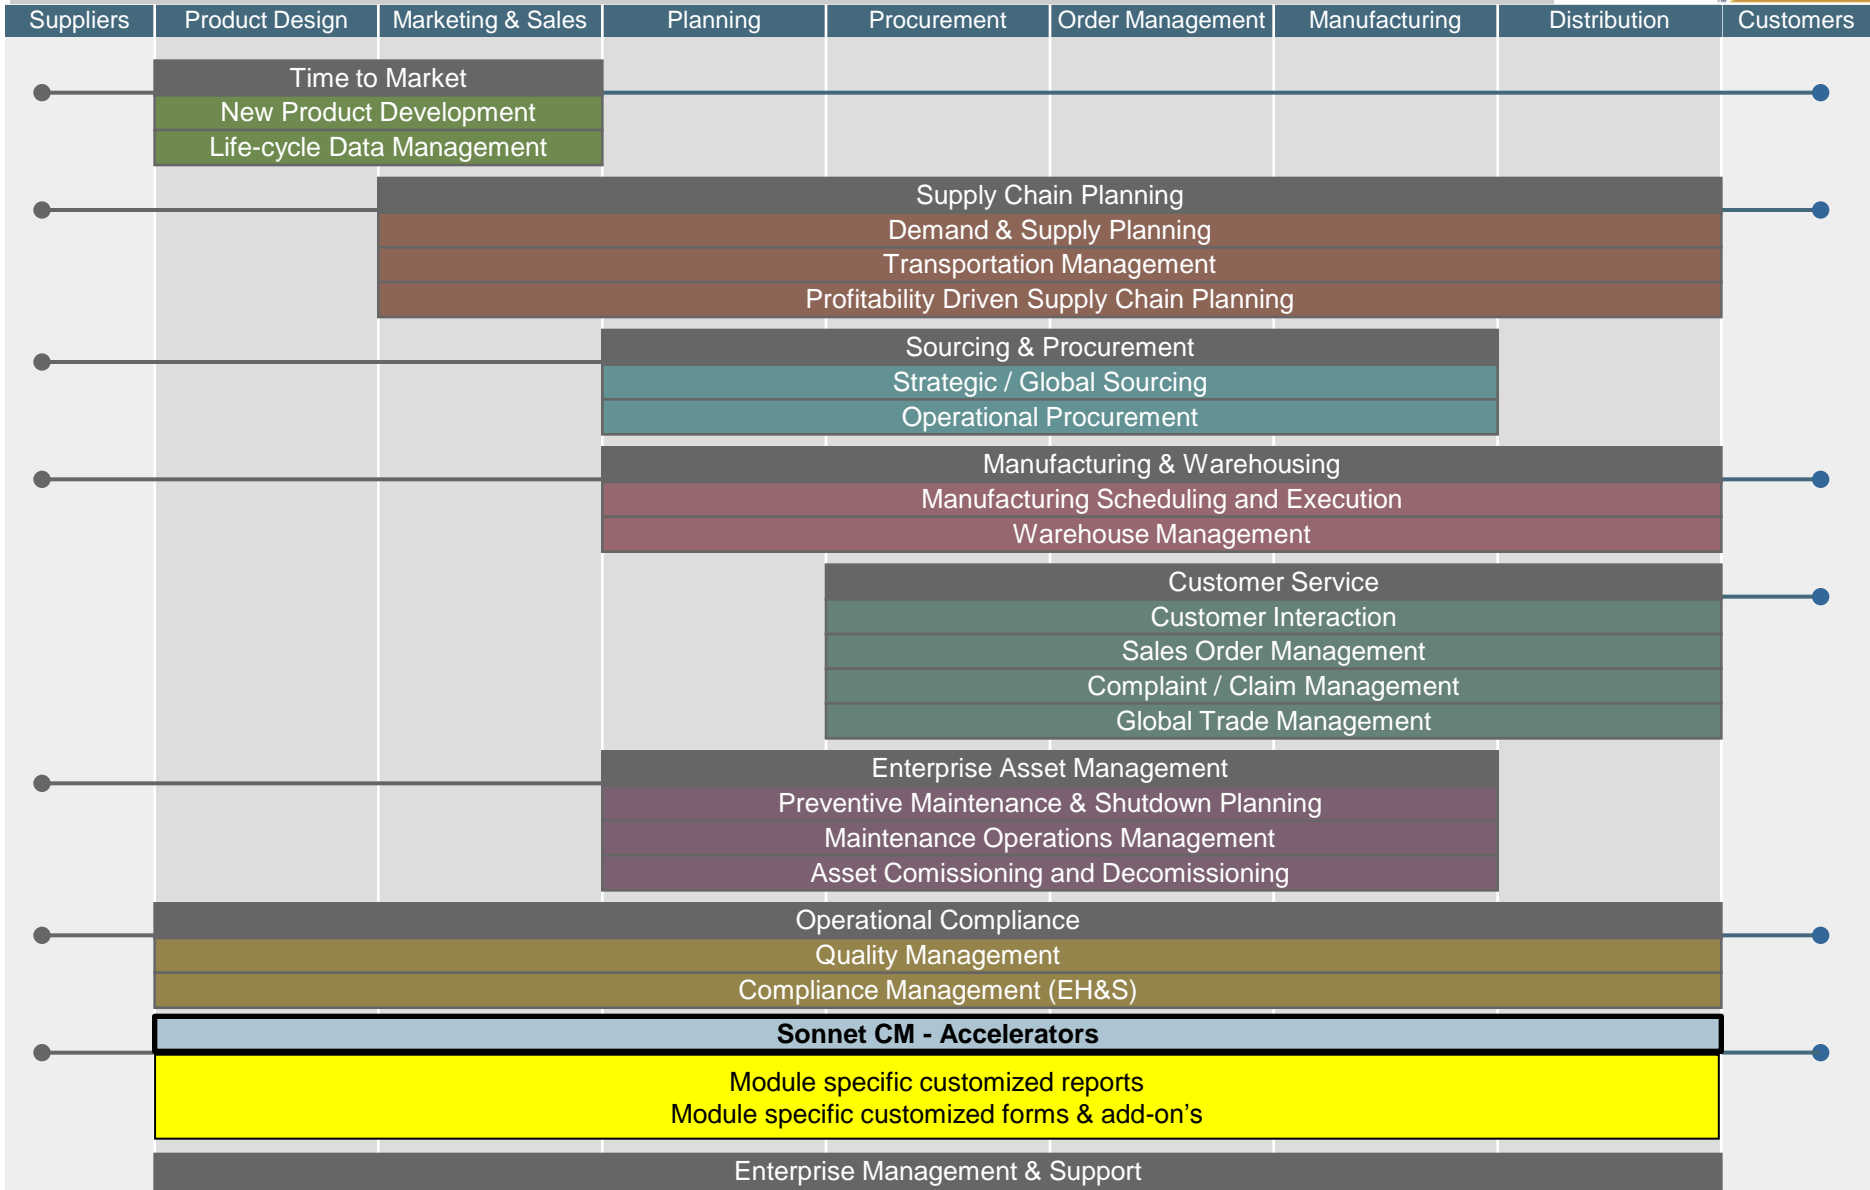 Suppliers Product Design Marketing & Sales Planning Procurement Order Management Manufacturing Distribution Customers
Time to Market
New Product Development
Life-cycle Data Management
Supply Chain Planning
Demand & Supply Planning
Transportation Management
Profitability Driven Supply Chain Planning
Sourcing & Procurement
Strategic / Global Sourcing
Operational Procurement
Manufacturing & Warehousing
Manufacturing Scheduling and Execution
Warehouse Management
Customer Service
Customer Interaction
Sales Order Management
Complaint / Claim Management
Global Trade Management
Enterprise Asset Management
Preventive Maintenance & Shutdown Planning
Maintenance Operations Management
Asset Comissioning and Decomissioning
Operational Compliance
Quality Management
Compliance Management (EH&S)
Sonnet CM - Accelerators
Module specific customized reports
Module specific customized forms & add-on’s
Enterprise Management & Support